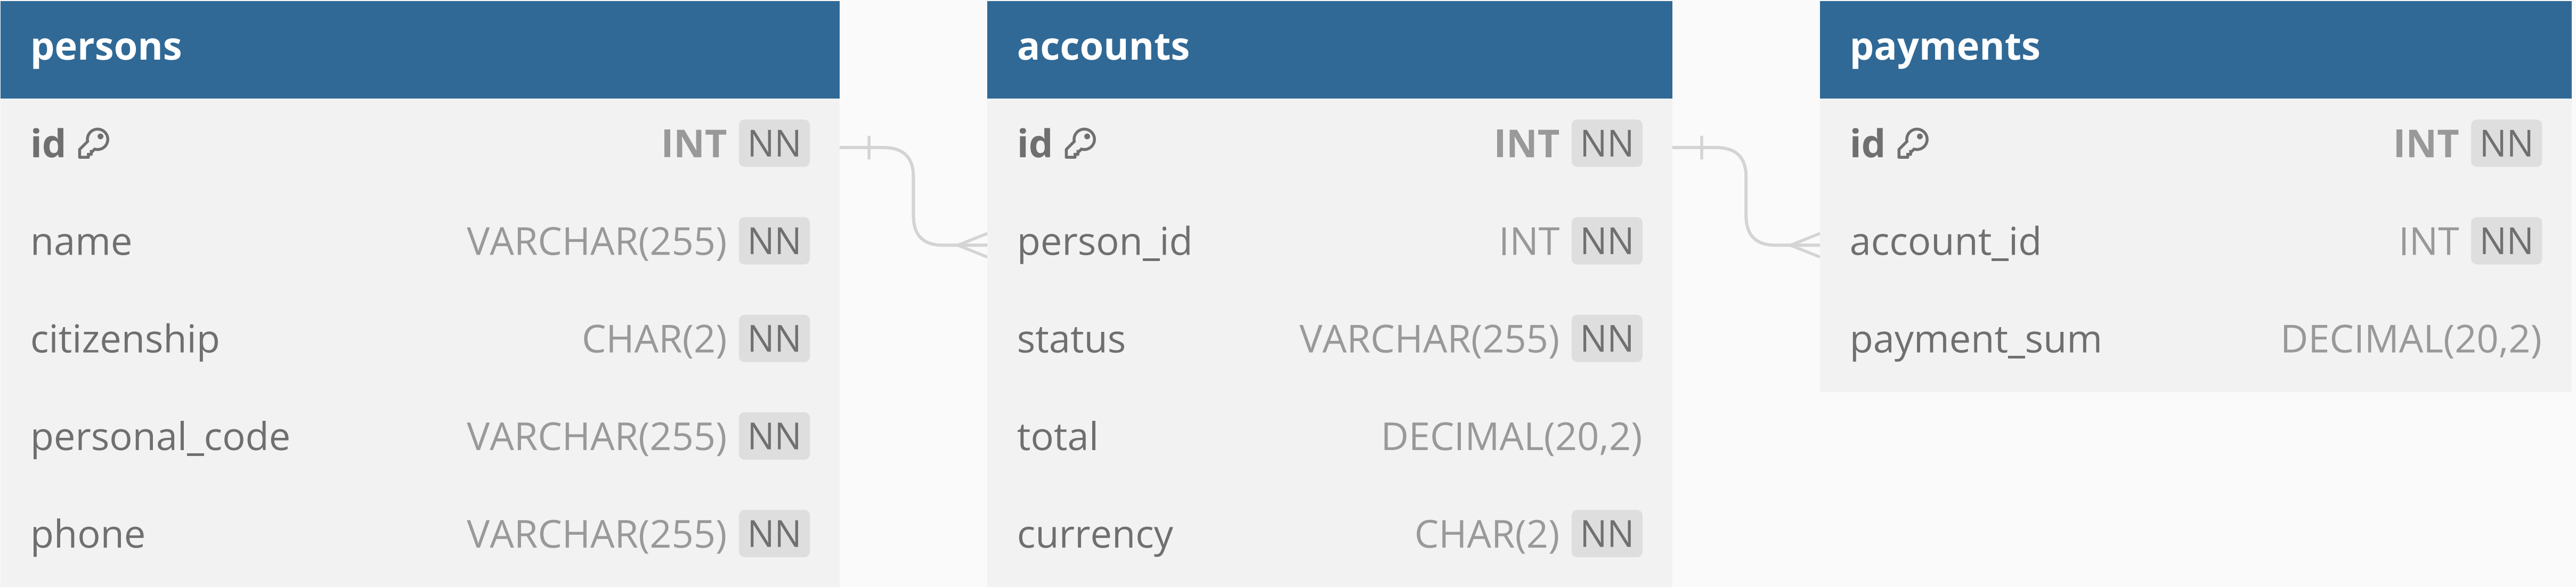 persons
id INT NN
name VARCHAR(255) NN
citizenship CHAR(2) NN
personal_code VARCHAR(255) NN
phone VARCHAR(255) NN
accounts
id INT NN
person_id INT NN
status VARCHAR(255) NN
total DECIMAL(20,2)
currency CHAR(2) NN
payments
id INT NN
account_id INT NN
payment_sum DECIMAL(20,2)